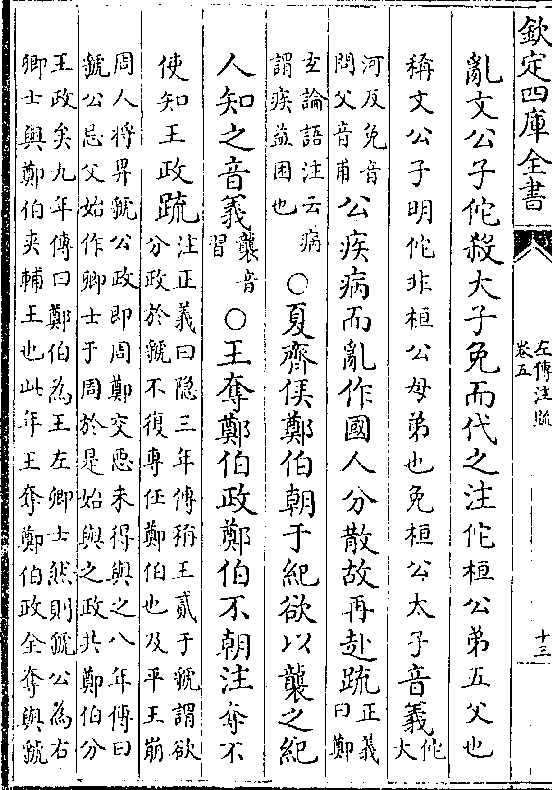 欽定四庫全書
左傳注䟽
卷五
十三
亂文公子佗殺大子免而代之注佗桓公弟五父也
稱文公子明佗非桓公母弟也免桓公太子音義佗
大
河反免音
問父音甫
公疾病而亂作國人分散故再赴䟽正義
曰鄭
玄論語注云病
謂疾益困也
○夏齊侯鄭伯朝于紀欲以襲之紀
人知之音義襲音
習
○王奪鄭伯政鄭伯不朝注奪不
使知王政䟽注正義曰隠三年傳稱王貳于虢謂欲
分政於虢不復専任鄭伯也及平王崩
周人将畀虢公政即周鄭交惡未得與之八年傳曰
虢公忌父始作卿士于周於是始與之政共鄭伯分
王政矣九年傳曰鄭伯為王左卿士然則虢公為右
卿士與鄭伯夾輔王也此年王奪鄭伯政全奪與虢